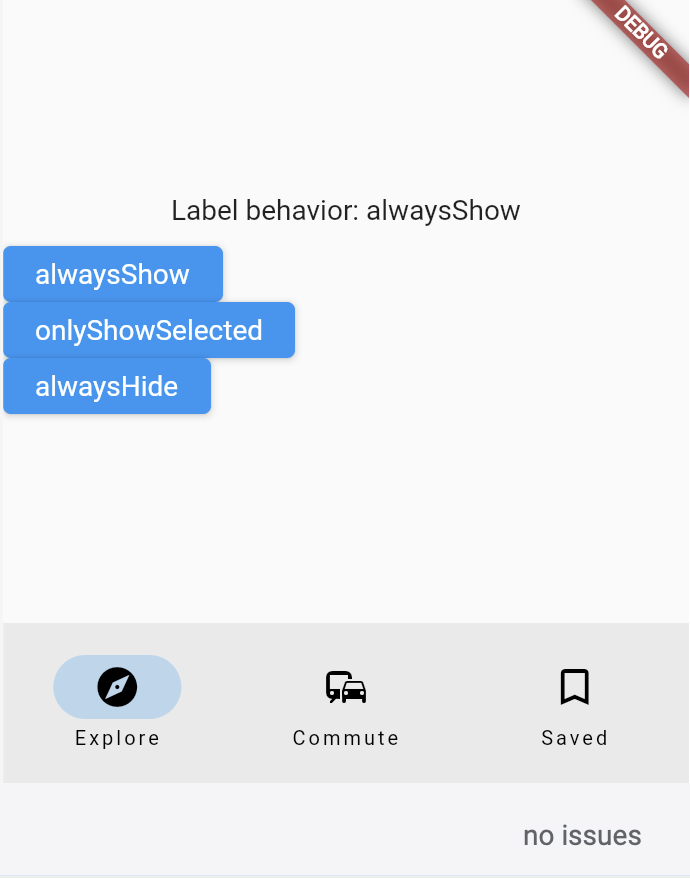 DEBUG
Label behavior: alwaysShow
alwaysShow
onlyShowSelected
alwaysHide
Explore Commute Saved
no issues